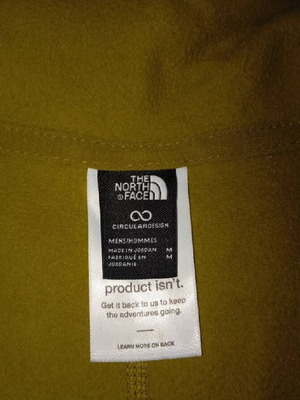 THE
NORTH
FACE
CIRCULARDESIGN
MENS/HOMMES
MADE IN JORDAN M
FABRIQUÉ EN M
JORDANIE
product isn't.
Get it back to us to keep
the adventures going.
LEARN MORE ON BACK